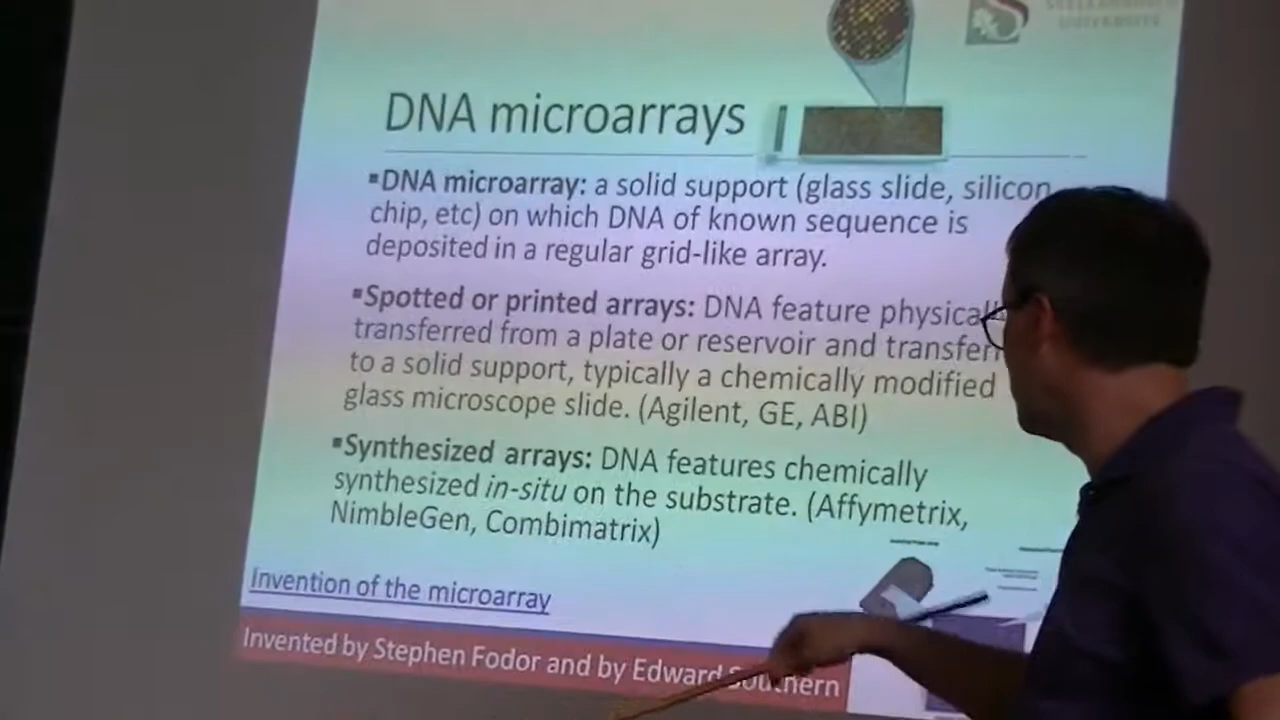 DNA microarrays
▪DNA microarray: a solid support (glass slide, silicon
chip, etc) on which DNA of known sequence is
deposited in a regular grid-like array.
▪Spotted or printed arrays: DNA feature
transferred from a plate or reservoir and
to a solid support, typically a chemically modified
glass microscope slide. (Agilent, GE, ABI)
▪Synthesized arrays: DNA features chemically
synthesized in-situ on the substrate. (Affymetrix,
NimbleGen, Combimatrix)
Invention of the microarray
Invented by Stephen Fodor and by Edward Southern